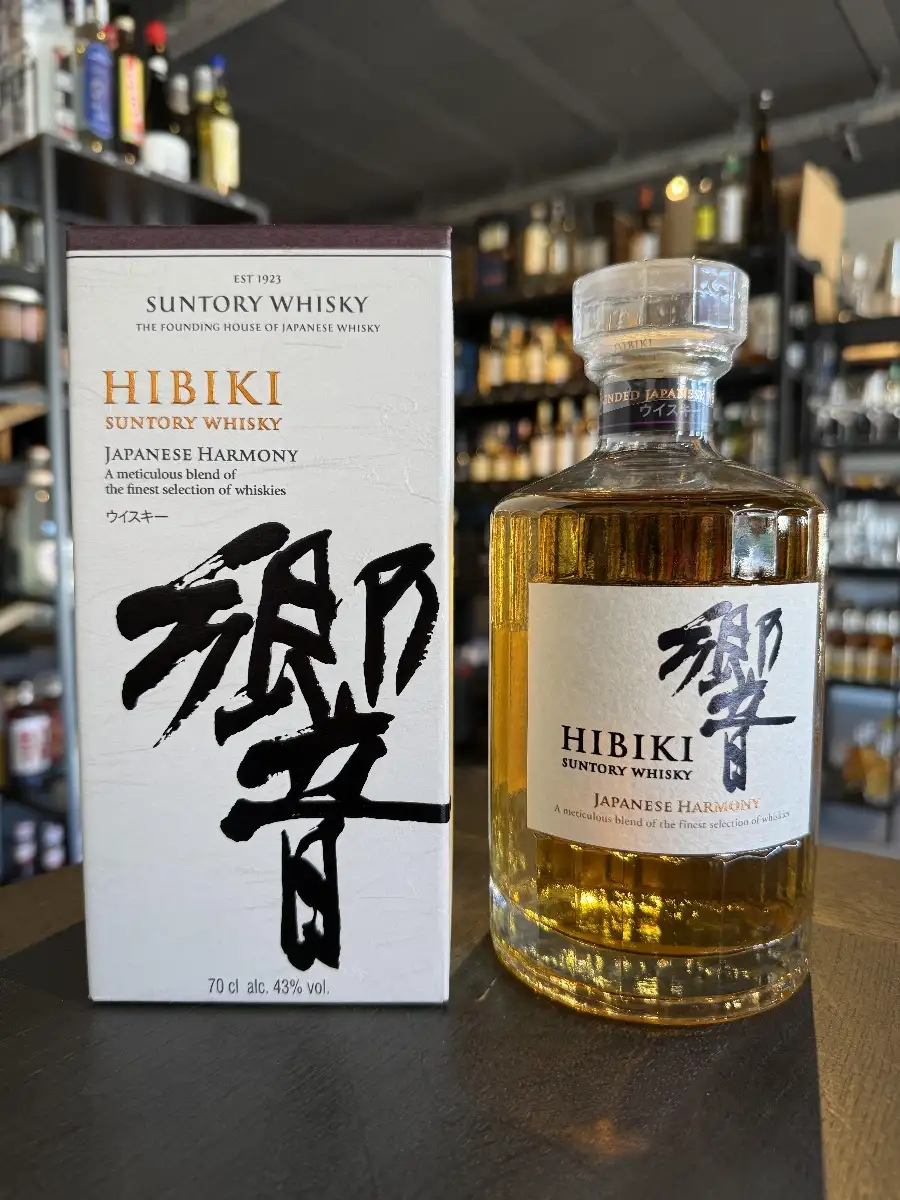 EST 1923
SUNTORY WHISKY
THE FOUNDING HOUSE OF JAPANESE WHISKY
HIBIKI
SUNTORY WHISKY
JAPANESE HARMONY
A meticulous blend of
the finest selection of whiskies
ウイスキー
響
70 cl alc. 43% vol.
HIBIKI
JAPANESE
ウイスキー
響
HIBIKI
SUNTORY WHISKY
JAPANESE HARMONY
A meticulous blend of the finest selection of whiskies